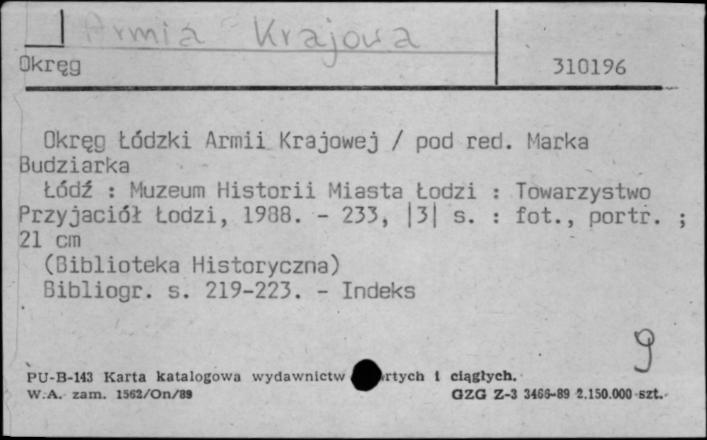 Armia Krajowa
Okręg 310196
Okręg Łódzki Armii Krajowej / pod red. Marka
Budziarka
Łódź : Muzeum Historii Miasta Łodzi : Towarzystwo
Przyjaciół Łodzi, 1988. - 233, |3| s. : fot., portr. ;
21 cm
(Biblioteka Historyczna)
Bibliogr. s. 219-223. - Indeks
9
PU-B-143 Karta katalogowa wydawnictw i ciągłych.
W.A. zam. 1562/On/89 GZG Z-3 3466-89 2.150.000 szt.